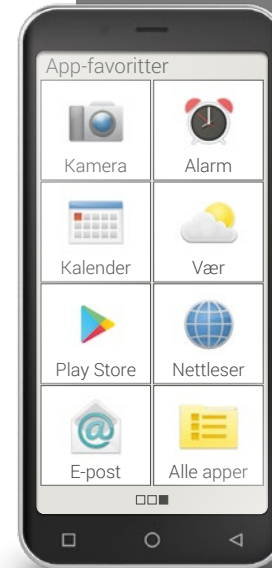 App-favoritter
Kamera
Alarm
Kalender
Vær
Play Store
Nettleser
E-post
Alle apper